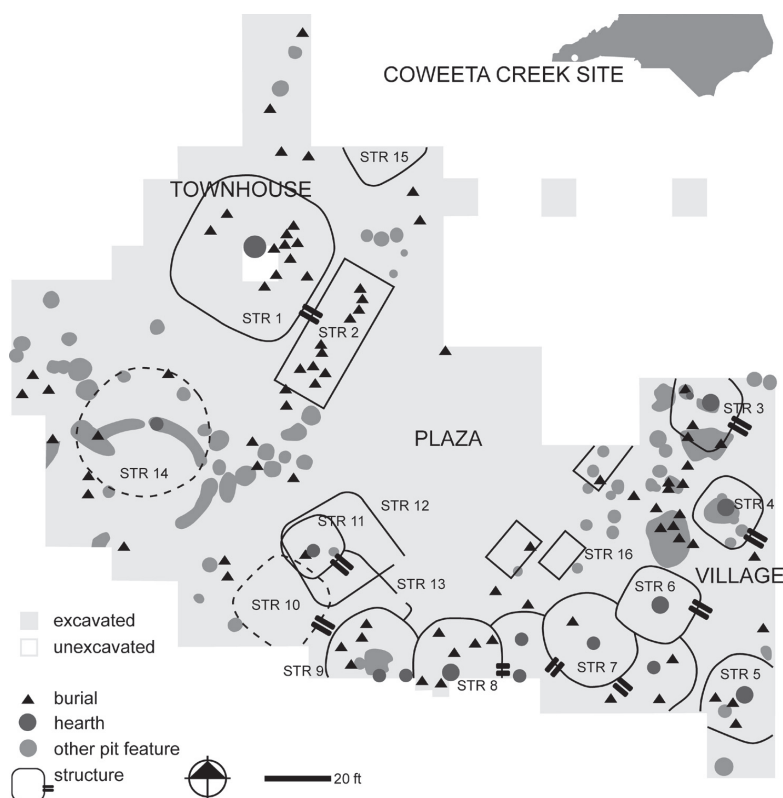 COWEETA CREEK SITE
STR 15
TOWNHOUSE
STR 1
STR 2
STR 3
PLAZA
STR 14
STR 12
STR 4
STR 11
STR 16
VILLAGE
STR 13
STR 6
STR 10
STR 9
STR 7
STR 5
STR 8
excavated
unexcavated
burial
hearth
other pit feature
structure
20 ft